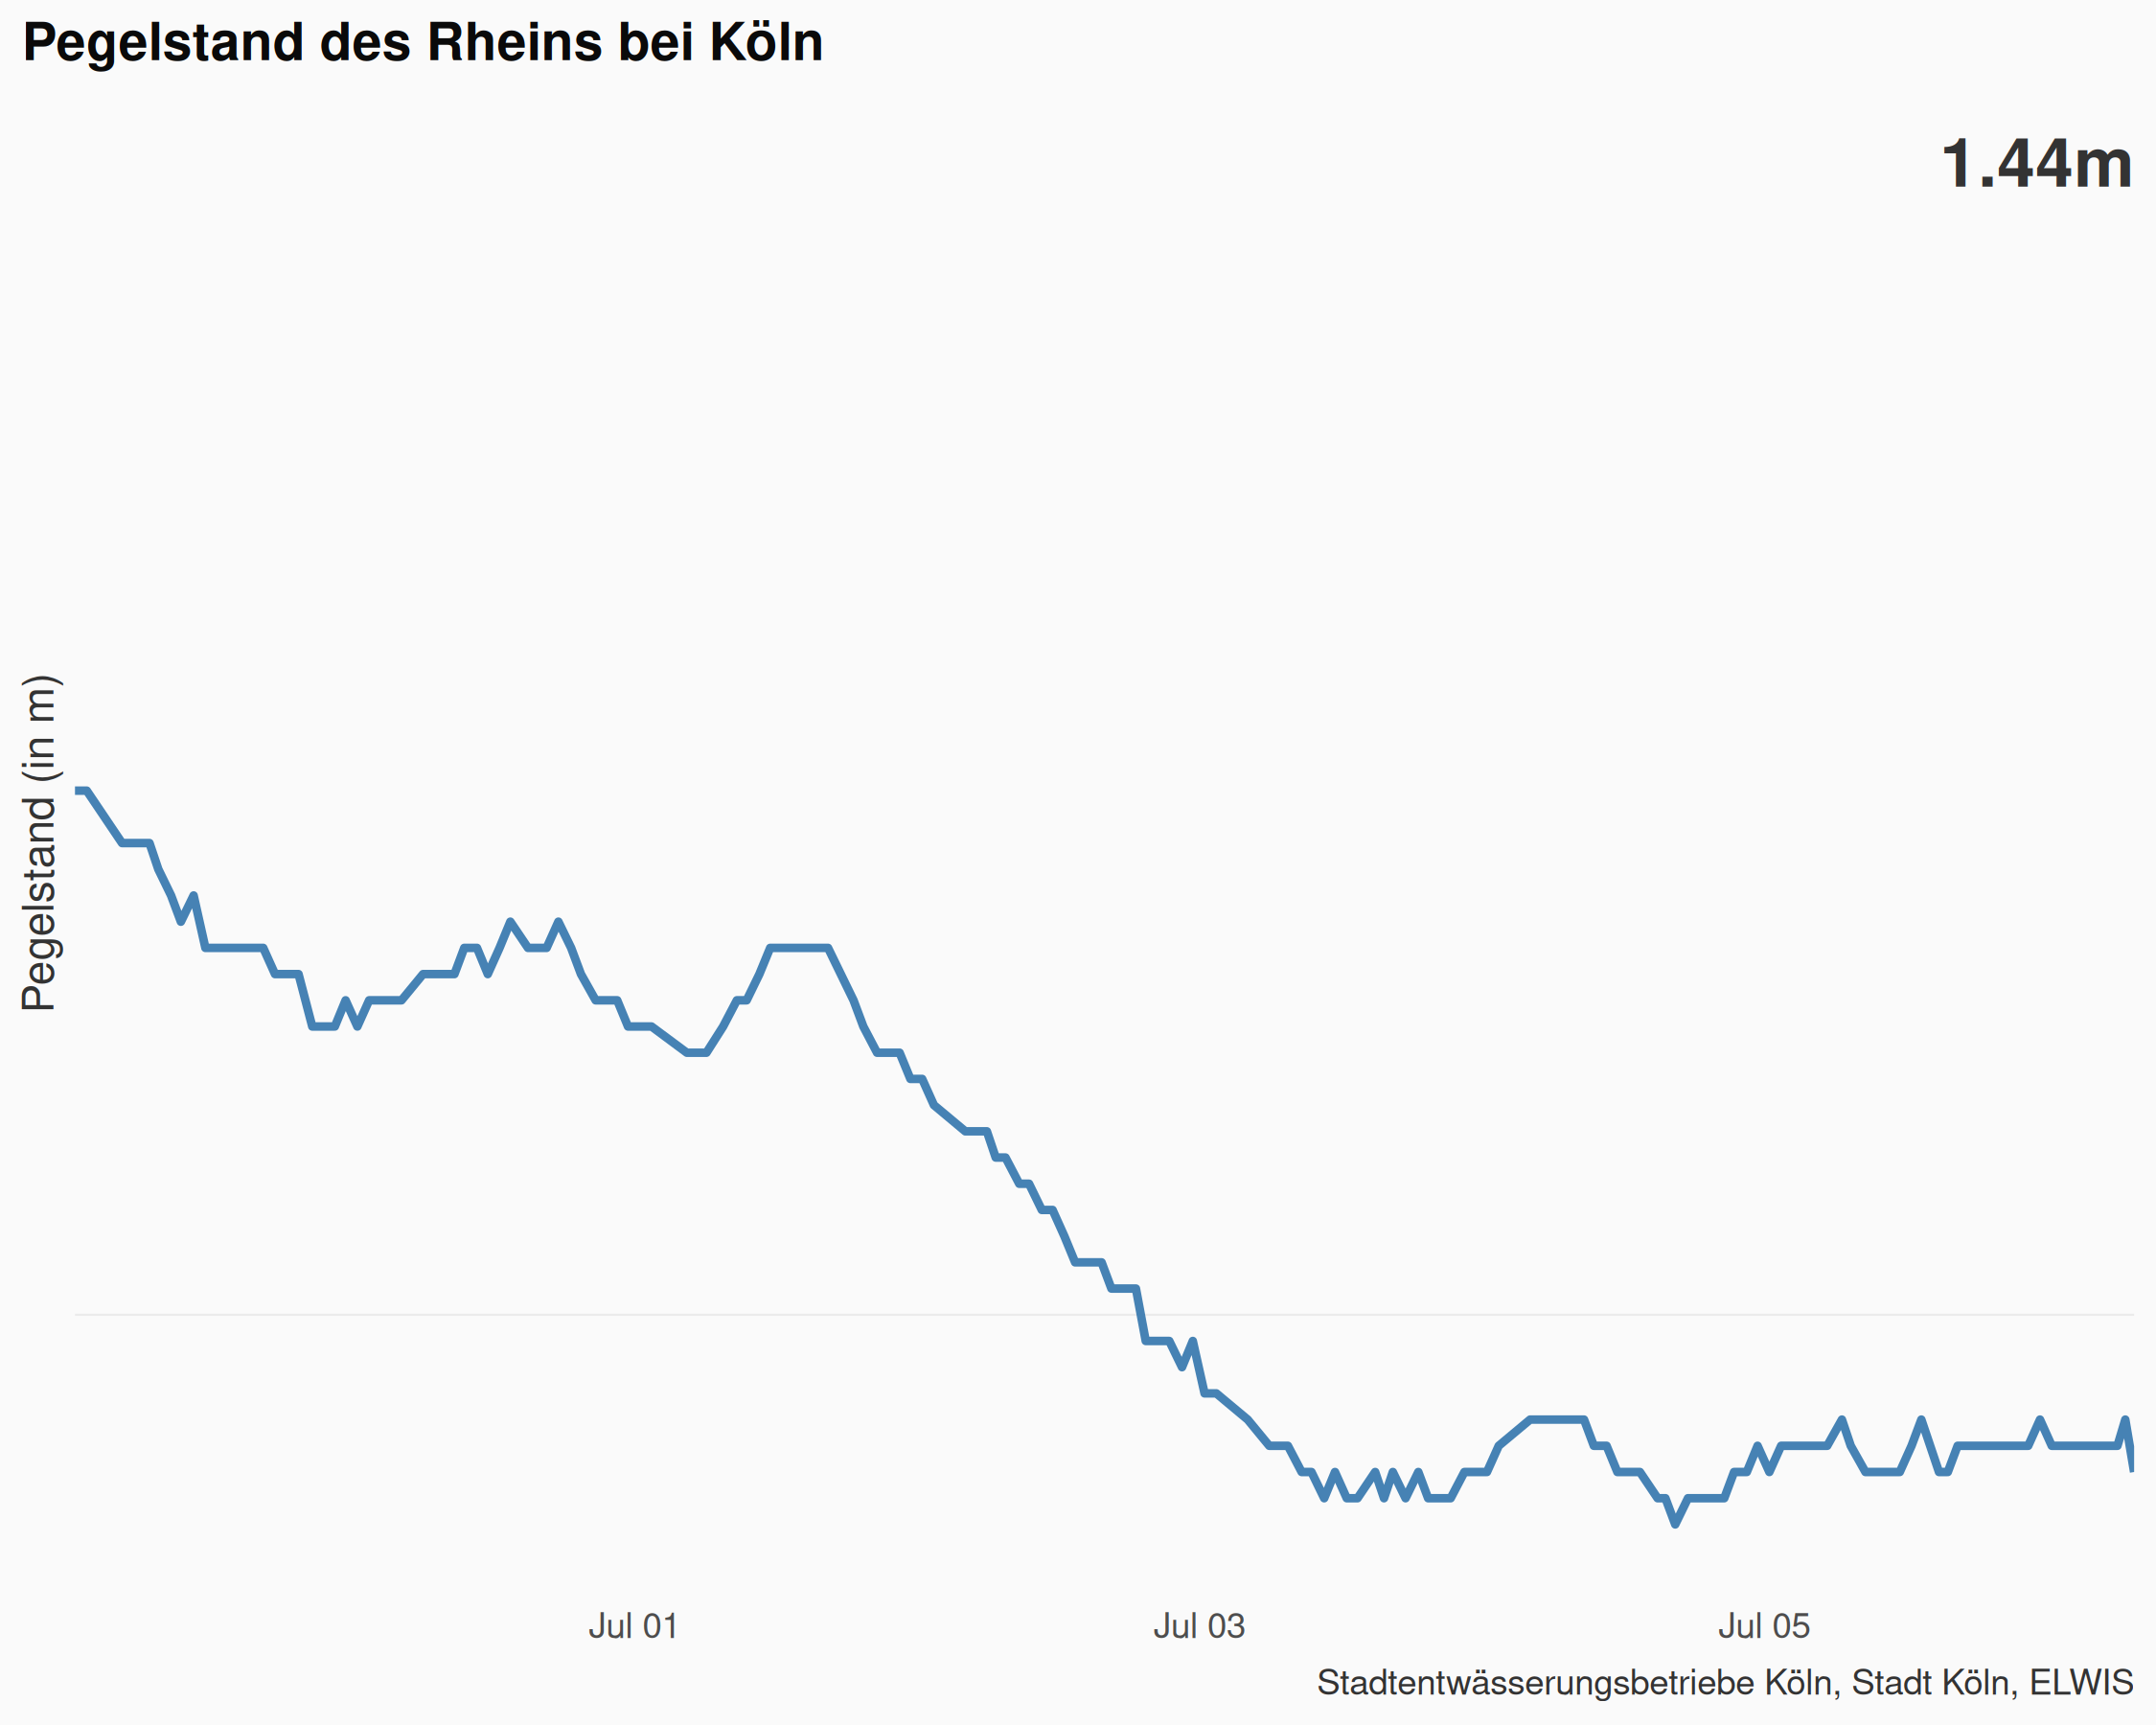 Pegelstand des Rheins bei Köln
1.44m
Pegelstand (in m)
Jul 01
Jul 03
Jul 05
Stadtentwässerungsbetriebe Köln, Stadt Köln, ELWIS